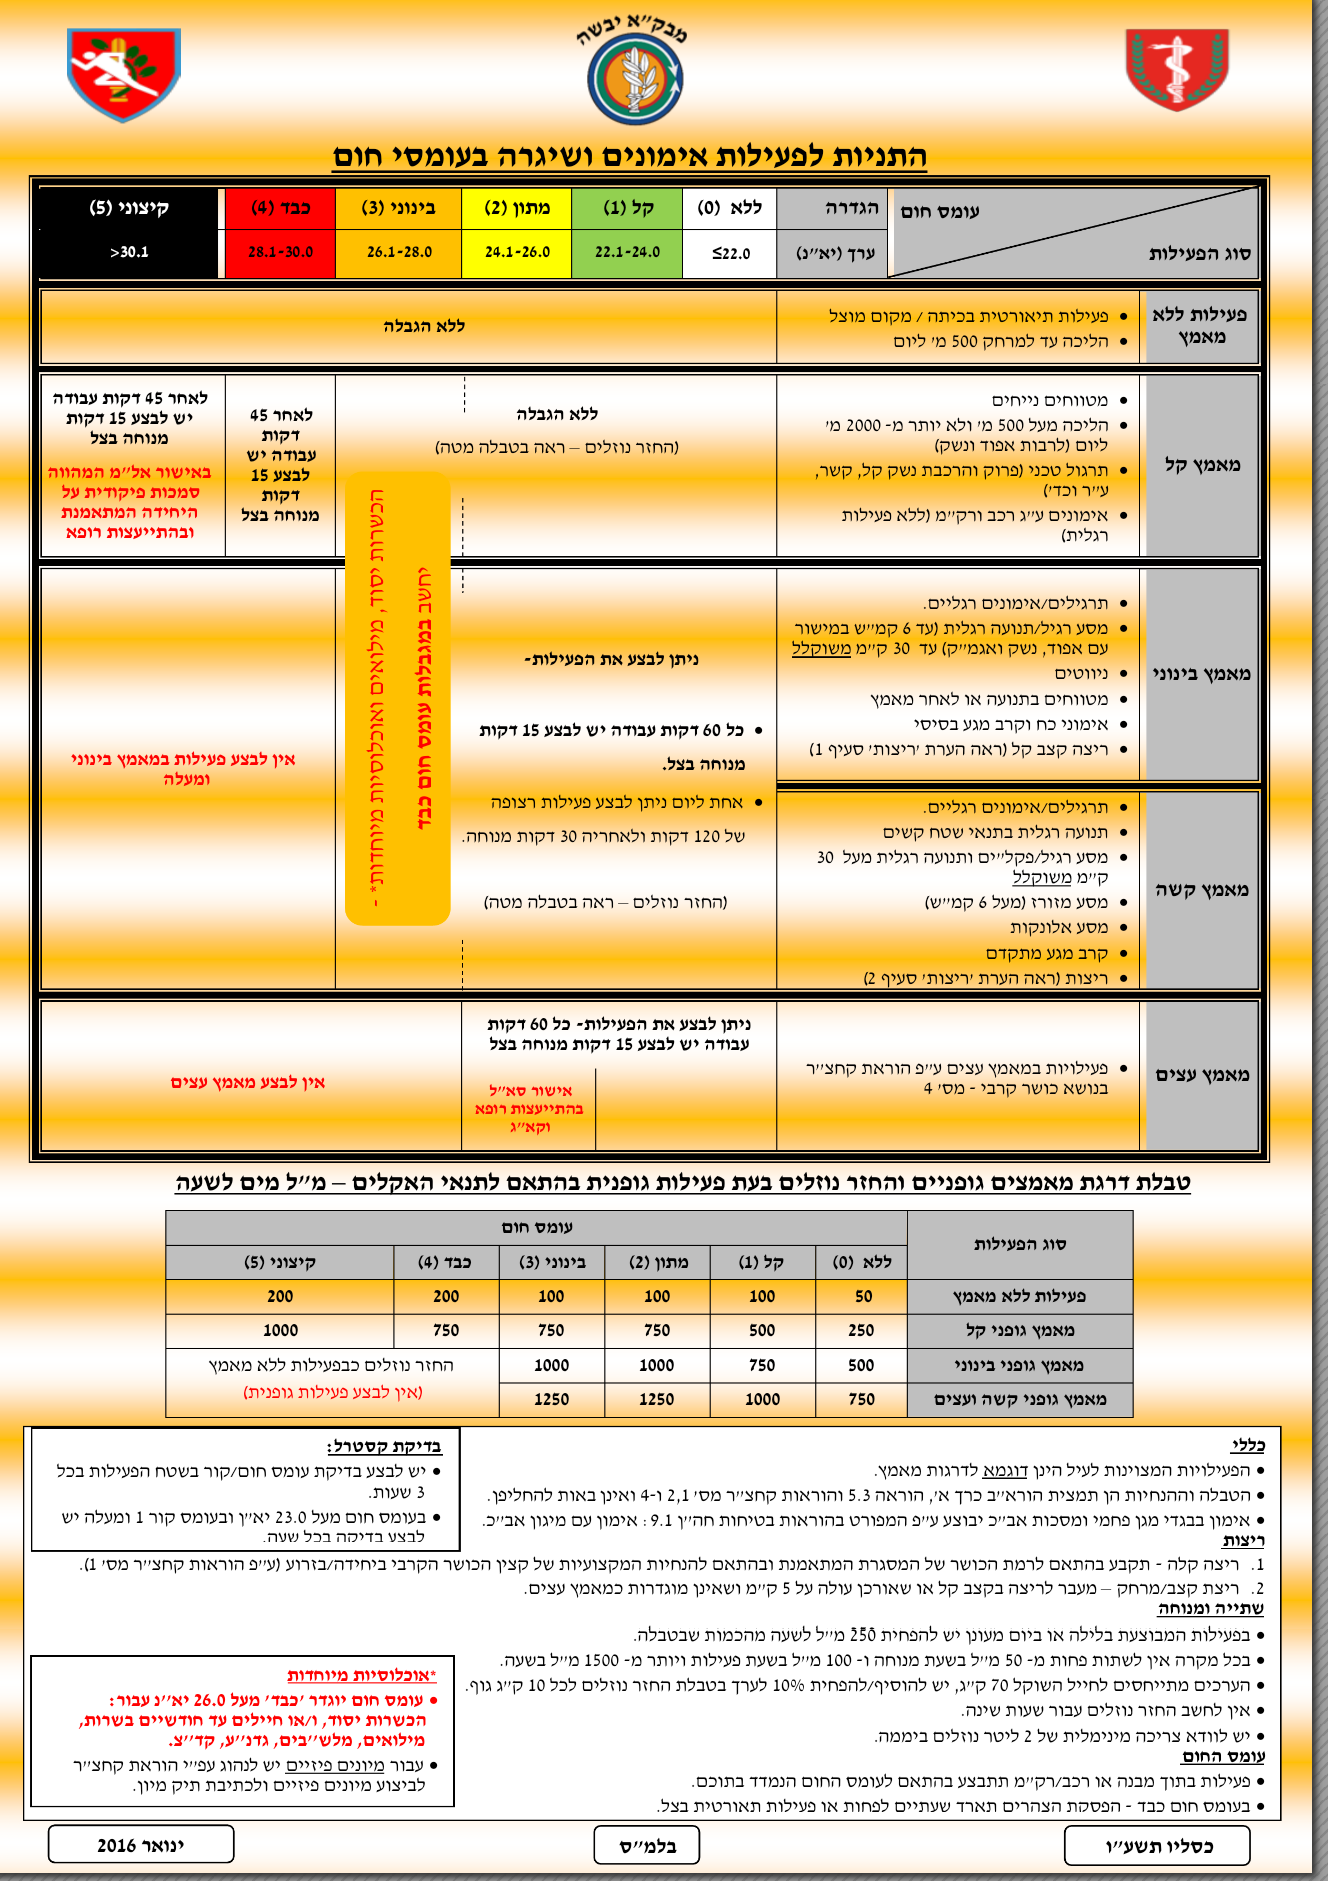 מבק״א יבשה
התניות לפעילות אימונים ושיגרה בעומסי חום
עומס חום
סוג הפעילות
הגדרה
ללא (0)
קל (1)
מתון (2)
בינוני (3)
כבד (4)
קיצוני (5)
ערך (יא״נ)
≤22.0
22.1-24.0
24.1-26.0
26.1-28.0
28.1-30.0
>30.1
פעילות ללא
מאמץ
• פעילות תיאורטית בכיתה / מקום מוצל
• הליכה עד למרחק 500 מ׳ ליום
ללא הגבלה
מאמץ קל
• מטווחים נייחים
• הליכה מעל 500 מ׳ ולא יותר מ- 2000 מ׳
ליום (לרבות אפוד ונשק)
• תרגול טכני (פרוק והרכבת נשק קל, קשר,
ע״ר וכד׳)
• אימונים ע״ג רכב ורק״מ (ללא פעילות
רגלית)
ללא הגבלה
(החזר נוזלים – ראה בטבלה מטה)
לאחר 45
דקות
עבודה יש
לבצע 15
דקות
מנוחה בצל
לאחר 45 דקות עבודה
יש לבצע 15 דקות
מנוחה בצל
באישור אל״מ המהווה
סמכות פיקודית על
היחידה המתאמנת
ובהתייעצות רופא
הכשרות יסוד, מילואים ואוכלוסיות מיוחדות* -
יחשב במגבלות עומס חום כבד
מאמץ בינוני
• תרגילים/אימונים רגליים.
• מסע רגיל/תנועה רגלית (עד 6 קמ״ש במישור
עם אפוד, נשק ואגמ״ק) עד 30 ק״מ משוקלל
• ניווטים
• מטווחים בתנועה או לאחר מאמץ
• אימוני כח וקרב מגע בסיסי
• ריצה קצב קל (ראה הערת ׳ריצות׳ סעיף 1)
ניתן לבצע את הפעילות-
• כל 60 דקות עבודה יש לבצע 15 דקות
מנוחה בצל.
• אחת ליום ניתן לבצע פעילות רצופה
של 120 דקות ולאחריה 30 דקות מנוחה.
(החזר נוזלים – ראה בטבלה מטה)
אין לבצע פעילות במאמץ בינוני
ומעלה
מאמץ קשה
• תרגילים/אימונים רגליים.
• תנועה רגלית בתנאי שטח קשים
• מסע רגיל/פקל״ים ותנועה רגלית מעל 30
ק״מ משוקלל
• מסע מזורז (מעל 6 קמ״ש)
• מסע אלונקות
• קרב מגע מתקדם
• ריצות (ראה הערת ׳ריצות׳ סעיף 2)
מאמץ עצים
• פעילויות במאמץ עצים ע״פ הוראת קחצ״ר
בנושא כושר קרבי - מס׳ 4
ניתן לבצע את הפעילות- כל 60 דקות
עבודה יש לבצע 15 דקות מנוחה בצל
אישור סא״ל
בהתייעצות רופא
וקא״ג
אין לבצע מאמץ עצים
טבלת דרגת מאמצים גופניים והחזר נוזלים בעת פעילות גופנית בהתאם לתנאי האקלים – מ״ל מים לשעה
סוג הפעילות
עומס חום
ללא (0)
קל (1)
מתון (2)
בינוני (3)
כבד (4)
קיצוני (5)
פעילות ללא מאמץ
50
100
100
100
200
200
מאמץ גופני קל
250
500
750
750
750
1000
מאמץ גופני בינוני
500
750
1000
1000
החזר נוזלים כבפעילות ללא מאמץ
(אין לבצע פעילות גופנית)
מאמץ גופני קשה ועצים
750
1000
1250
1250
כללי
• הפעילויות המצוינות לעיל הינן דוגמא לדרגות מאמץ.
• הטבלה וההנחיות הן תמצית הורא״ב כרך א׳, הוראה 5.3 והוראות קחצ״ר מס׳ 2,1 ו-4 ואינן באות להחליפן.
• אימון בבגדי מגן פחמי ומסכות אב״כ יבוצע ע״פ המפורט בהוראות בטיחות חה״ן 9.1 : אימון עם מיגון אב״כ.
בדיקת קסטרל:
• יש לבצע בדיקת עומס חום/קור בשטח הפעילות בכל
3 שעות.
• בעומס חום מעל 23.0 יא״ן ובעומס קור 1 ומעלה יש
לבצע בדיקה בכל שעה.
ריצות
1. ריצה קלה - תקבע בהתאם לרמת הכושר של המסגרת המתאמנת ובהתאם להנחיות המקצועיות של קצין הכושר הקרבי ביחידה/בזרוע (ע״פ הוראות קחצ״ר מס׳ 1).
2. ריצת קצב/מרחק – מעבר לריצה בקצב קל או שאורכן עולה על 5 ק״מ ושאינן מוגדרות כמאמץ עצים.
שתייה ומנוחה
• בפעילות המבוצעת בלילה או ביום מעונן יש להפחית 250 מ״ל לשעה מהכמות שבטבלה.
• בכל מקרה אין לשתות פחות מ- 50 מ״ל בשעת מנוחה ו- 100 מ״ל בשעת פעילות ויותר מ- 1500 מ״ל בשעה.
• הערכים מתייחסים לחייל השוקל 70 ק״ג, יש להוסיף/להפחית 10% לערך בטבלת החזר נוזלים לכל 10 ק״ג גוף.
• אין לחשב החזר נוזלים עבור שעות שינה.
• יש לוודא צריכה מינימלית של 2 ליטר נוזלים ביממה.
עומס החום
• פעילות בתוך מבנה או רכב/רק״מ תתבצע בהתאם לעומס החום הנמדד בתוכם.
• בעומס חום כבד - הפסקת הצהרים תארד שעתיים לפחות או פעילות תאורטית בצל.
*אוכלוסיות מיוחדות
• עומס חום יוגדר ׳כבד׳ מעל 26.0 יא״נ עבור:
הכשרות יסוד, ו/או חיילים עד חודשיים בשרות,
מילואים, מלש״בים, גדנ״ע, קד״צ.
• עבור מיונים פיזיים יש לנהוג עפ״י הוראת קחצ״ר
לביצוע מיונים פיזיים ולכתיבת תיק מיון.
כסליו תשע״ו
בלמ״ס
ינואר 2016